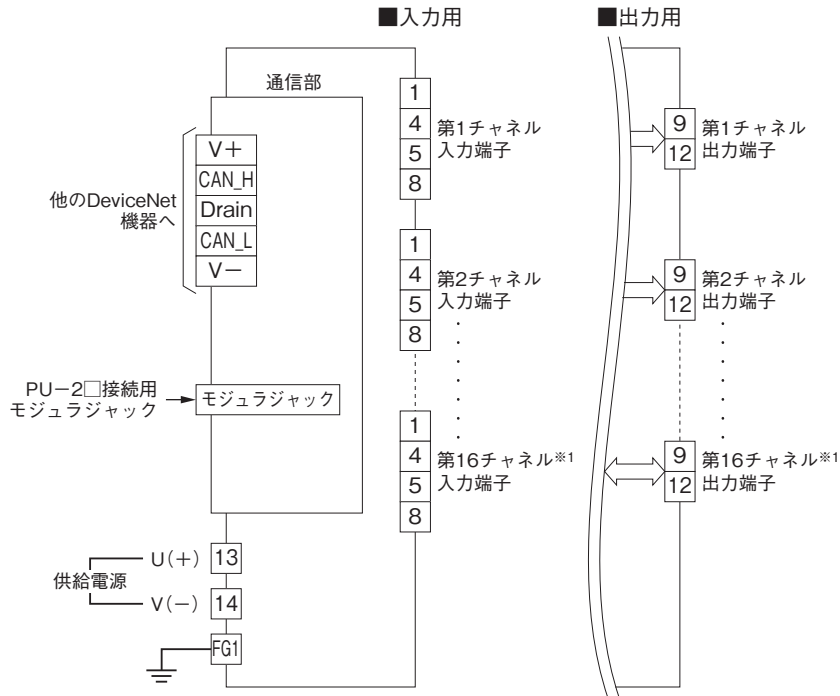 ■入力用
■出力用
通信部
V+
CAN_H
Drain
CAN_L
V−
他のDeviceNet
機器へ
PU−2□接続用
モジュラジャック
モジュラジャック
U(+)
13
供給電源
V(−)
14
FG1
1
4
5
8
第1チャネル
入力端子
1
4
5
8
第2チャネル
入力端子
1
4
5
8
第16チャネル※1
入力端子
9
12
第1チャネル
出力端子
9
12
第2チャネル
出力端子
9
12
第16チャネル※1
出力端子